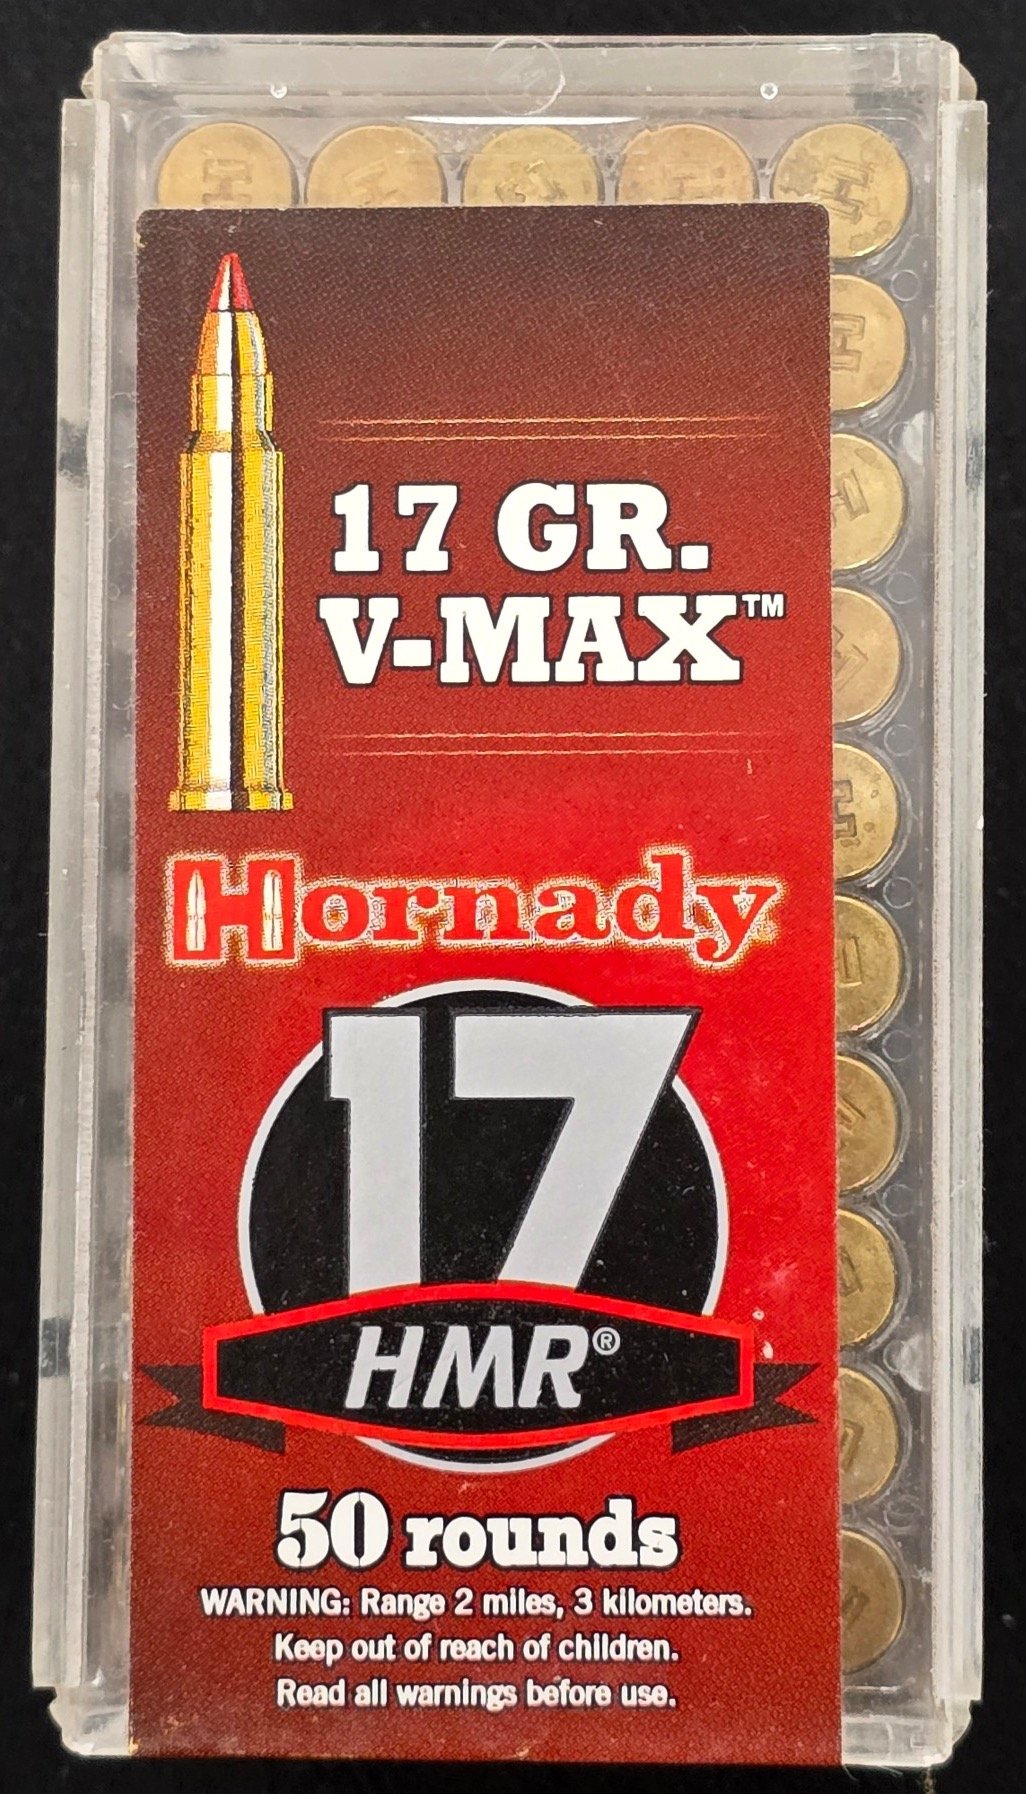 17 GR.
V-MAX™
Hornady
17
HMR®
50 rounds
WARNING: Range 2 miles, 3 kilometers.
Keep out of reach of children.
Read all warnings before use.